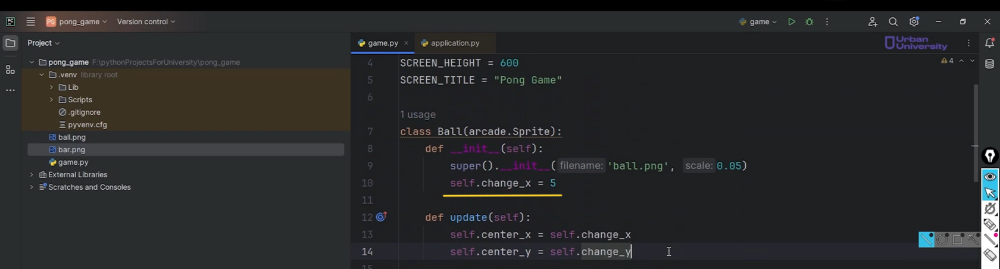 PC
PG pong_game
Version control
game
Project
game.py
application.py
Urban University
pong_game F:\pythonProjectsForUniversity\pong_game
.venv library root
Lib
Scripts
.gitignore
pyvenv.cfg
ball.png
bar.png
game.py
External Libraries
Scratches and Consoles
4 SCREEN_HEIGHT = 600
4
5 SCREEN_TITLE = "Pong Game"
6
1 usage
7 class Ball(arcade.Sprite):
8 def __init__(self):
9 super().__init__( filename: 'ball.png', scale: 0.05)
10 self.change_x = 5
11
12 def update(self):
13 self.center_x = self.change_x
14 self.center_y = self.change_y
15